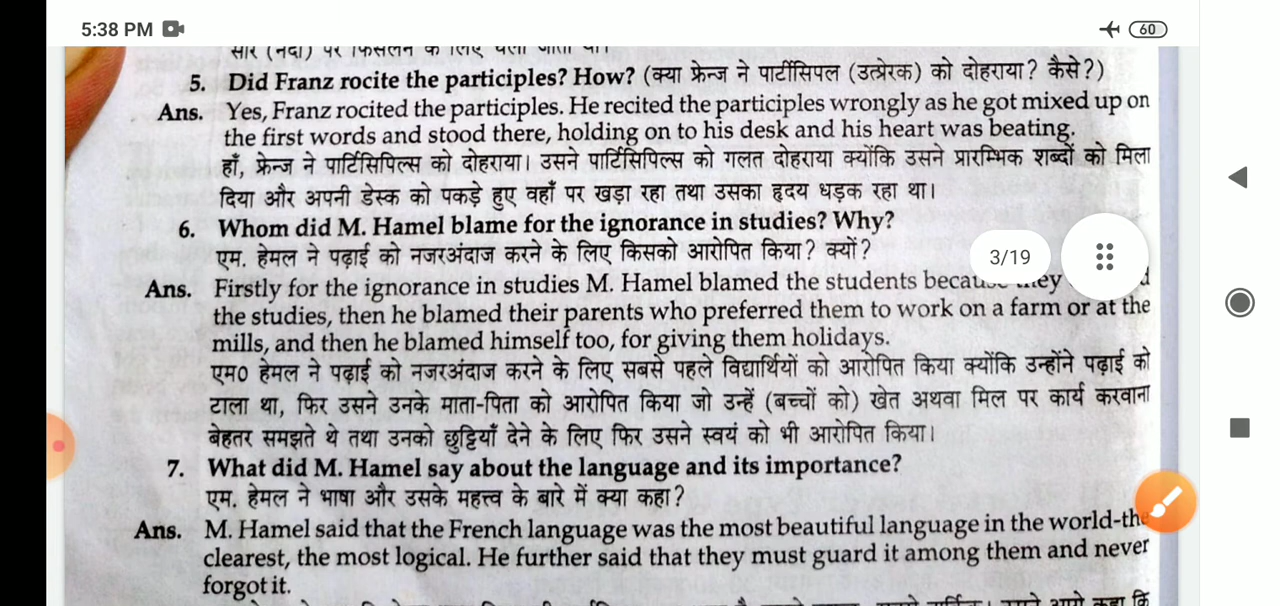 5:38 PM
60
5. Did Franz rocite the participles? How? (क्या फ्रेन्ज ने पार्टीसिपल (उत्प्रेरक) को दोहराया? कैसे?)
Ans. Yes, Franz rocited the participles. He recited the participles wrongly as he got mixed up on
the first words and stood there, holding on to his desk and his heart was beating.
हाँ, फ्रेन्ज ने पार्टिसिपिल्स को दोहराया। उसने पार्टिसिपिल्स को गलत दोहराया क्योंकि उसने प्रारम्भिक शब्दों को मिला
दिया और अपनी डेस्क को पकड़े हुए वहाँ पर खड़ा रहा तथा उसका हृदय धड़क रहा था।
6. Whom did M. Hamel blame for the ignorance in studies? Why?
एम. हेमल ने पढ़ाई को नजरअंदाज करने के लिए किसको आरोपित किया? क्यों?
3/19
Ans. Firstly for the ignorance in studies M. Hamel blamed the students because they
the studies, then he blamed their parents who preferred them to work on a farm or at the
mills, and then he blamed himself too, for giving them holidays.
एम० हेमल ने पढ़ाई को नजरअंदाज करने के लिए सबसे पहले विद्यार्थियों को आरोपित किया क्योंकि उन्होंने पढ़ाई को
टाला था, फिर उसने उनके माता-पिता को आरोपित किया जो उन्हें (बच्चों को) खेत अथवा मिल पर कार्य करवाना
बेहतर समझते थे तथा उनको छुट्टियाँ देने के लिए फिर उसने स्वयं को भी आरोपित किया।
7. What did M. Hamel say about the language and its importance?
एम. हेमल ने भाषा और उसके महत्त्व के बारे में क्या कहा?
Ans. M. Hamel said that the French language was the most beautiful language in the world-the
clearest, the most logical. He further said that they must guard it among them and never
forgot it.